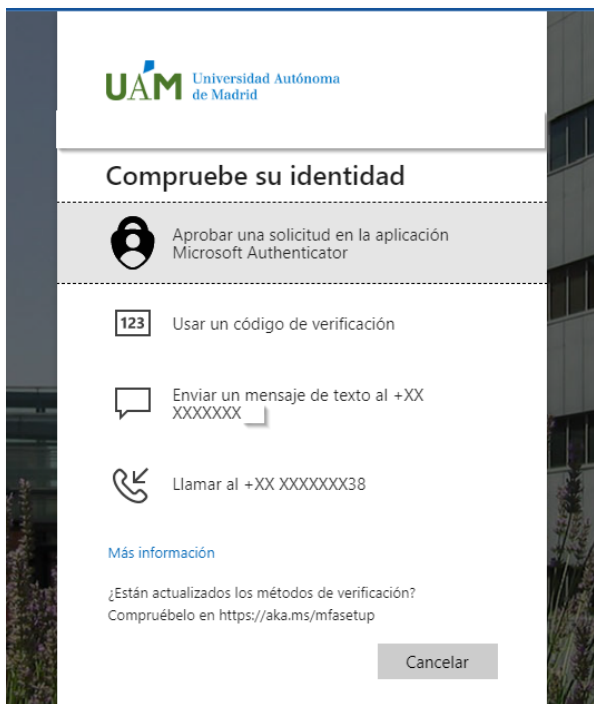 UAM Universidad Autónoma
de Madrid
Compruebe su identidad
Aprobar una solicitud en la aplicación
Microsoft Authenticator
123 Usar un código de verificación
Enviar un mensaje de texto al +XX
XXXXXXX
Llamar al +XX XXXXXXX38
Más información
¿Están actualizados los métodos de verificación?
Compruébelo en https://aka.ms/mfasetup
Cancelar